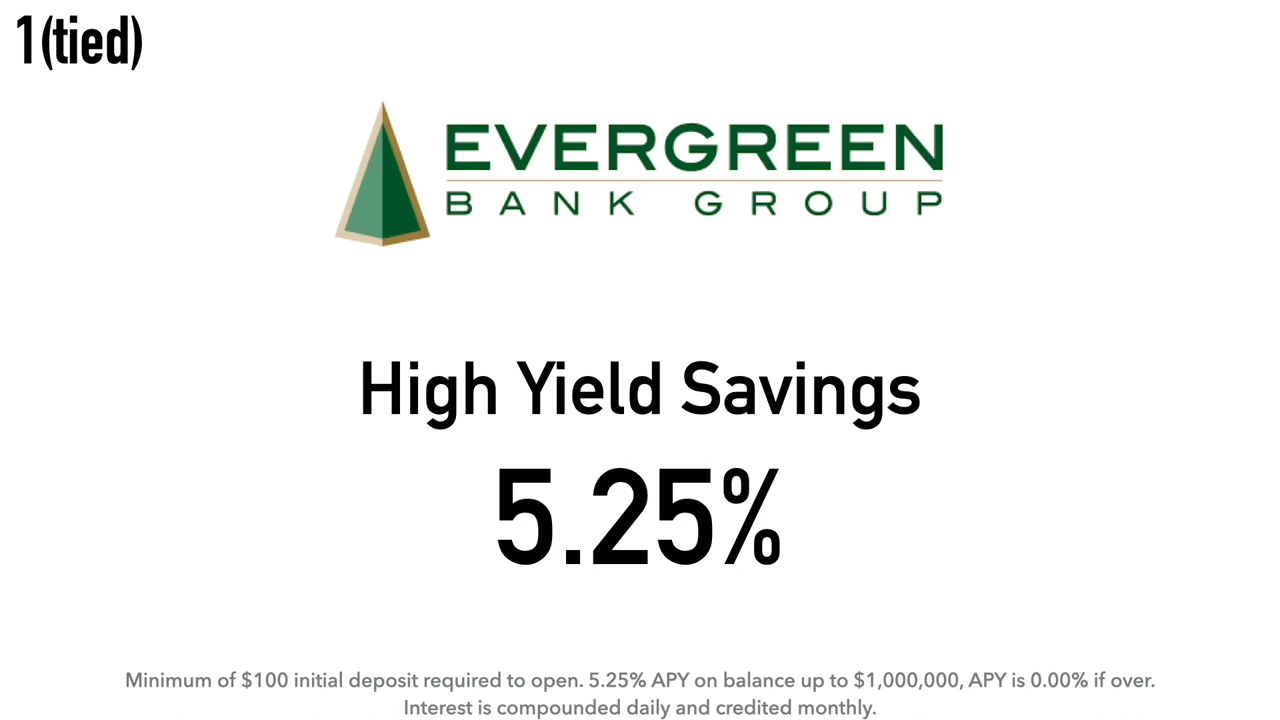 1(tied)
EVERGREEN
BANK GROUP
High Yield Savings
5.25%
Minimum of $100 initial deposit required to open. 5.25% APY on balance up to $1,000,000, APY is 0.00% if over.
Interest is compounded daily and credited monthly.